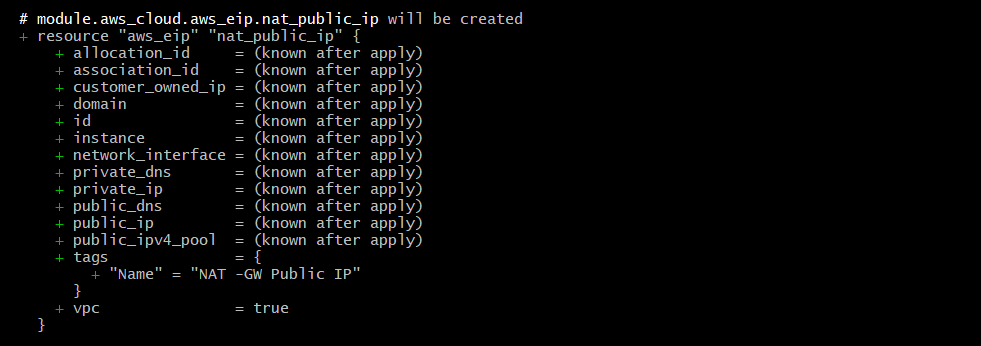 # module.aws_cloud.aws_eip.nat_public_ip will be created
+ resource "aws_eip" "nat_public_ip" {
    + allocation_id     = (known after apply)
    + association_id    = (known after apply)
    + customer_owned_ip = (known after apply)
    + domain            = (known after apply)
    + id                = (known after apply)
    + instance          = (known after apply)
    + network_interface = (known after apply)
    + private_dns       = (known after apply)
    + private_ip        = (known after apply)
    + public_dns        = (known after apply)
    + public_ip         = (known after apply)
    + public_ipv4_pool  = (known after apply)
    + tags              = {
        + "Name" = "NAT -GW Public IP"
      }
    + vpc               = true
  }